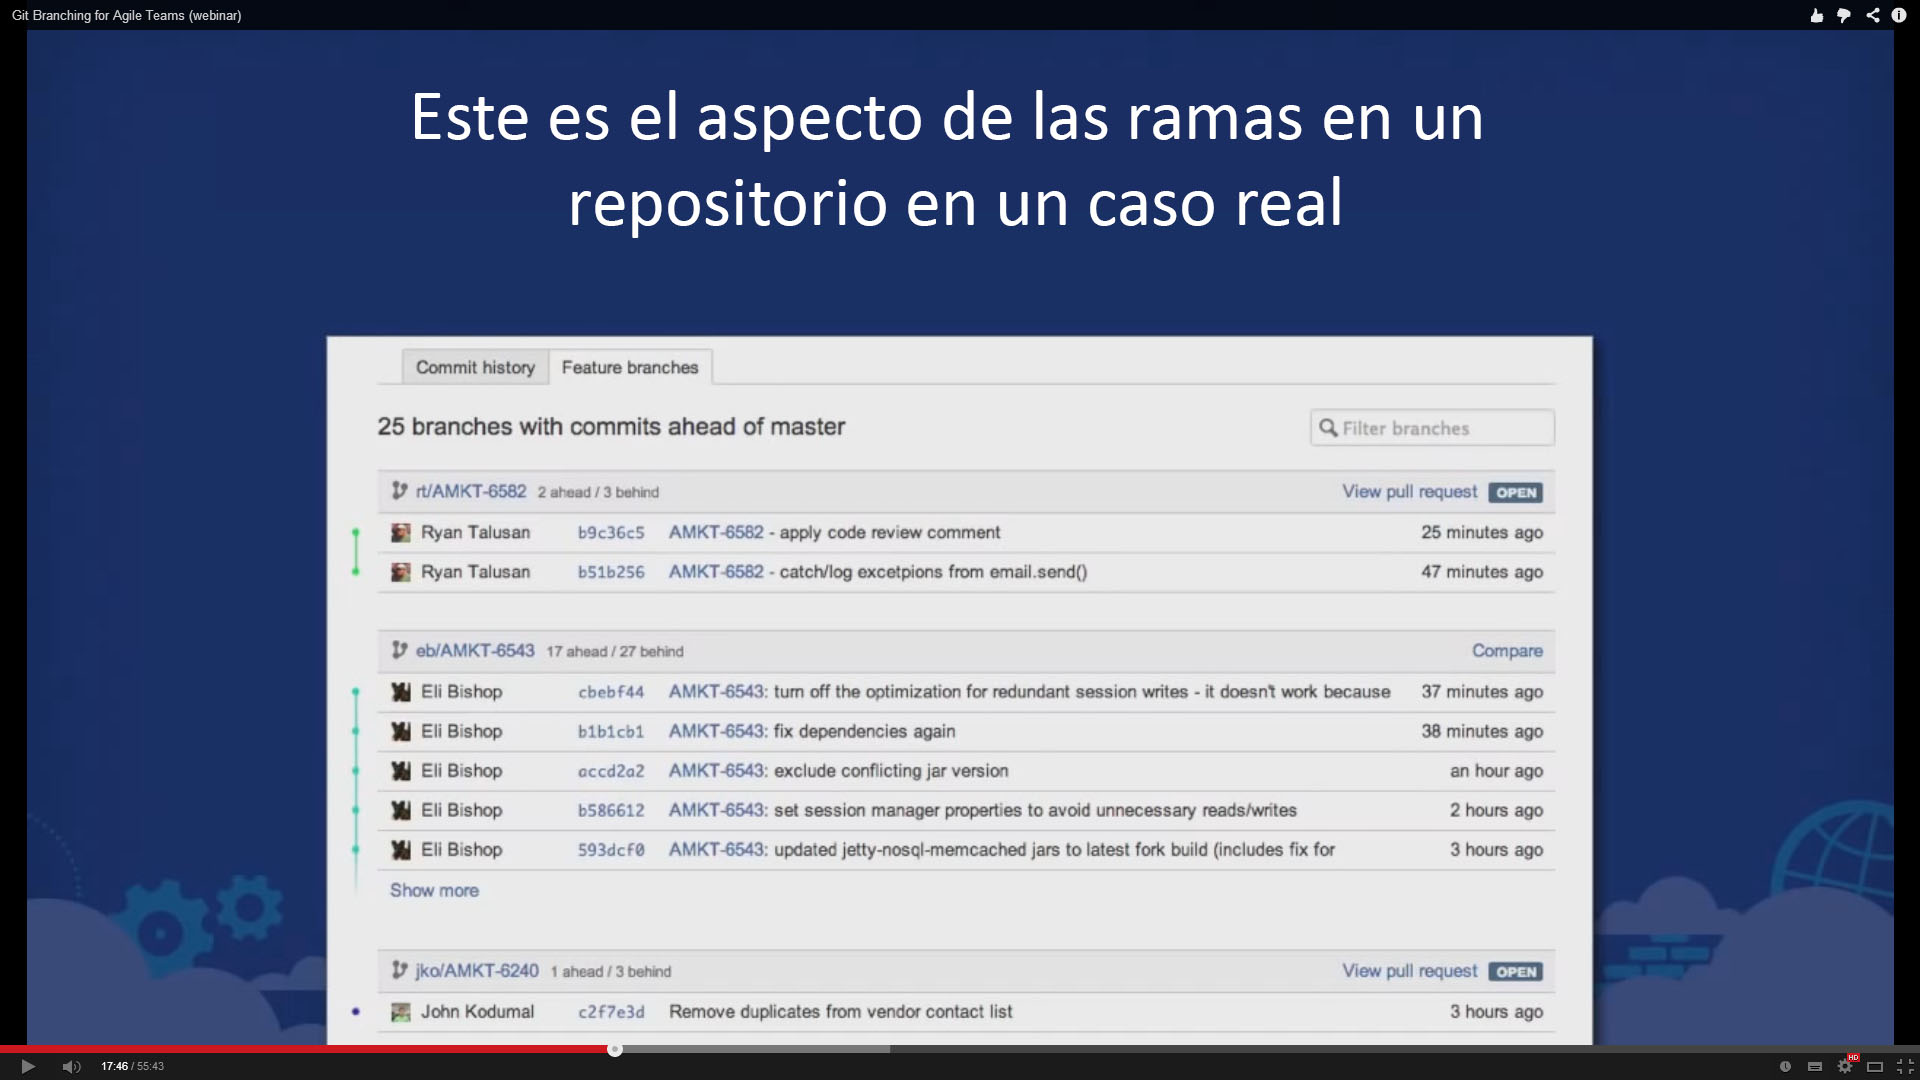 Git Branching for Agile Teams (webinar)
Este es el aspecto de las ramas en un
repositorio en un caso real
Commit history Feature branches
25 branches with commits ahead of master Filter branches
rt/AMKT-6582 2 ahead / 3 behind View pull request OPEN
Ryan Talusan b9c36c5 AMKT-6582 - apply code review comment 25 minutes ago
Ryan Talusan b51b256 AMKT-6582 - catch/log excetpions from email.send() 47 minutes ago
eb/AMKT-6543 17 ahead / 27 behind Compare
Eli Bishop cbebf44 AMKT-6543: turn off the optimization for redundant session writes - it doesn't work because 37 minutes ago
Eli Bishop b1b1cb1 AMKT-6543: fix dependencies again 38 minutes ago
Eli Bishop accd2a2 AMKT-6543: exclude conflicting jar version an hour ago
Eli Bishop b586612 AMKT-6543: set session manager properties to avoid unnecessary reads/writes 2 hours ago
Eli Bishop 593dcf0 AMKT-6543: updated jetty-nosql-memcached jars to latest fork build (includes fix for 3 hours ago
Show more
jko/AMKT-6240 1 ahead / 3 behind View pull request OPEN
John Kodumal c2f7e3d Remove duplicates from vendor contact list 3 hours ago
17:46 / 55:43 HD